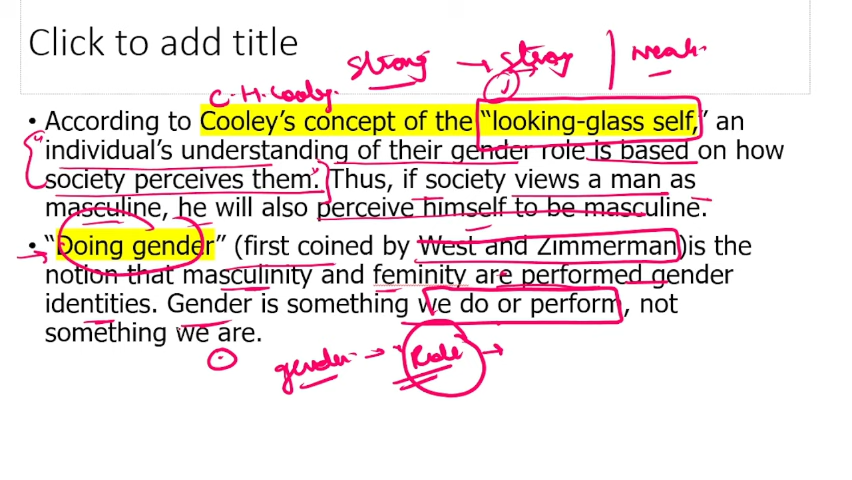 Click to add title
strong → strong | weak
C.H. Cooley
• According to Cooley's concept of the "looking-glass self," an
individual's understanding of their gender role is based on how
society perceives them. Thus, if society views a man as
masculine, he will also perceive himself to be masculine.
• "Doing gender" (first coined by West and Zimmerman)is the
notion that masculinity and feminity are performed gender
identities. Gender is something we do or perform, not
something we are.
gender → "Role" →